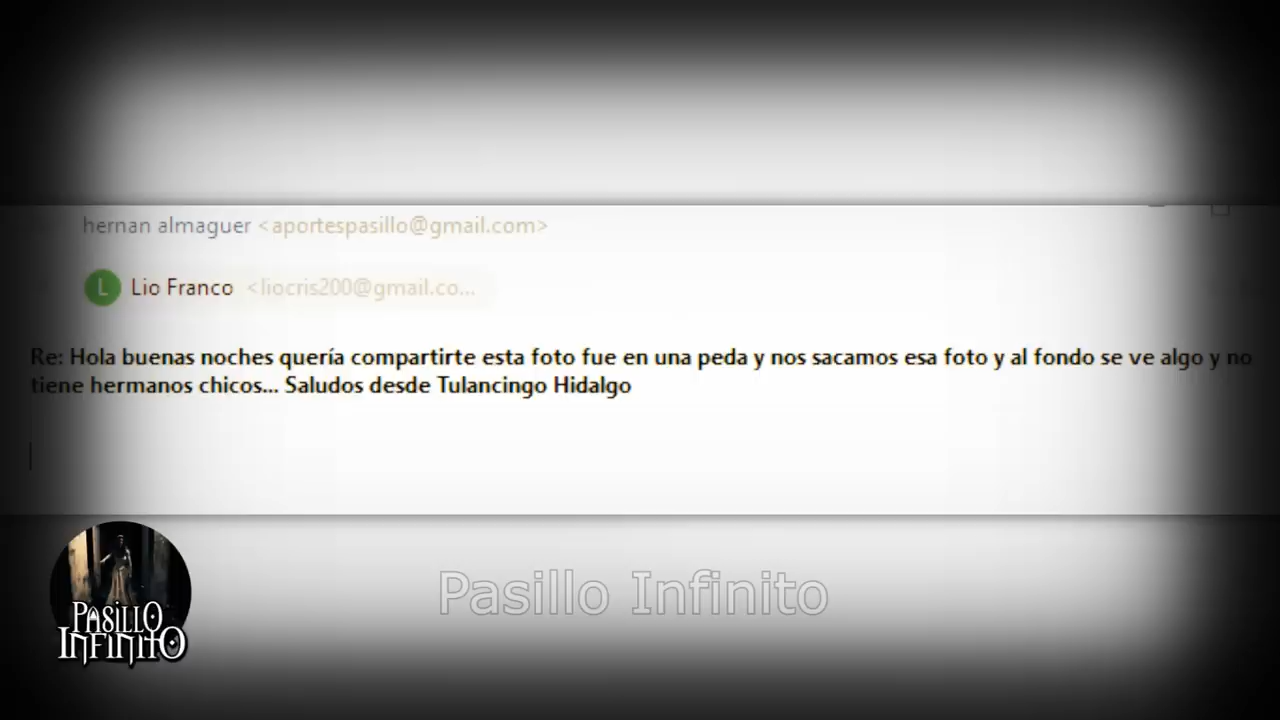 hernan almaguer <aportespasillo@gmail.com>
L
Lio Franco <liocris200@gmail.co...
Re: Hola buenas noches quería compartirte esta foto fue en una peda y nos sacamos esa foto y al fondo se ve algo y no
tiene hermanos chicos... Saludos desde Tulancingo Hidalgo
Pasillo Infinito
PASILLO
INFINITO